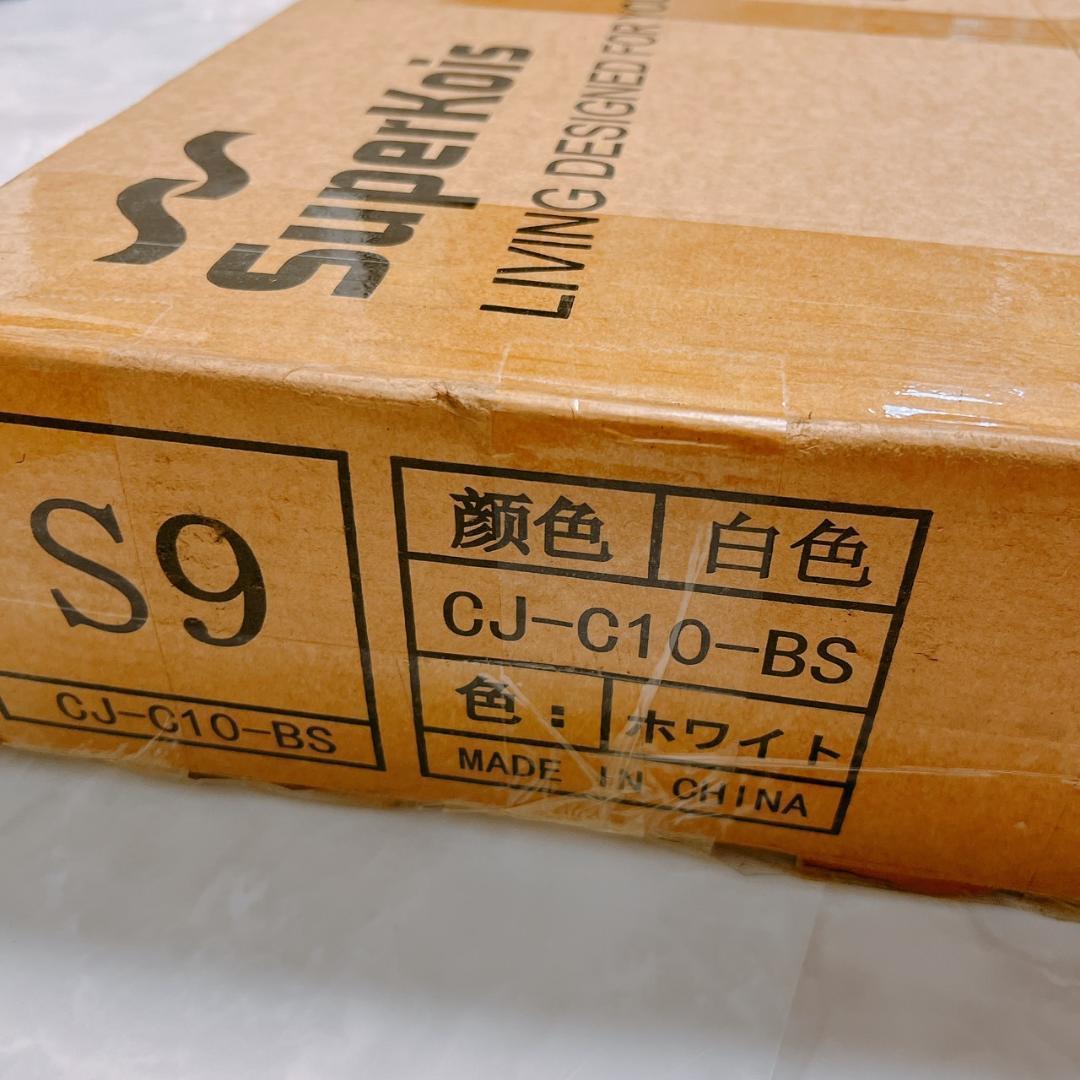 SuperKois
LIVING DESIGNED FOR YOU
S9
CJ-C10-BS
颜色 白色
CJ-C10-BS
色： ホワイト
MADE IN CHINA